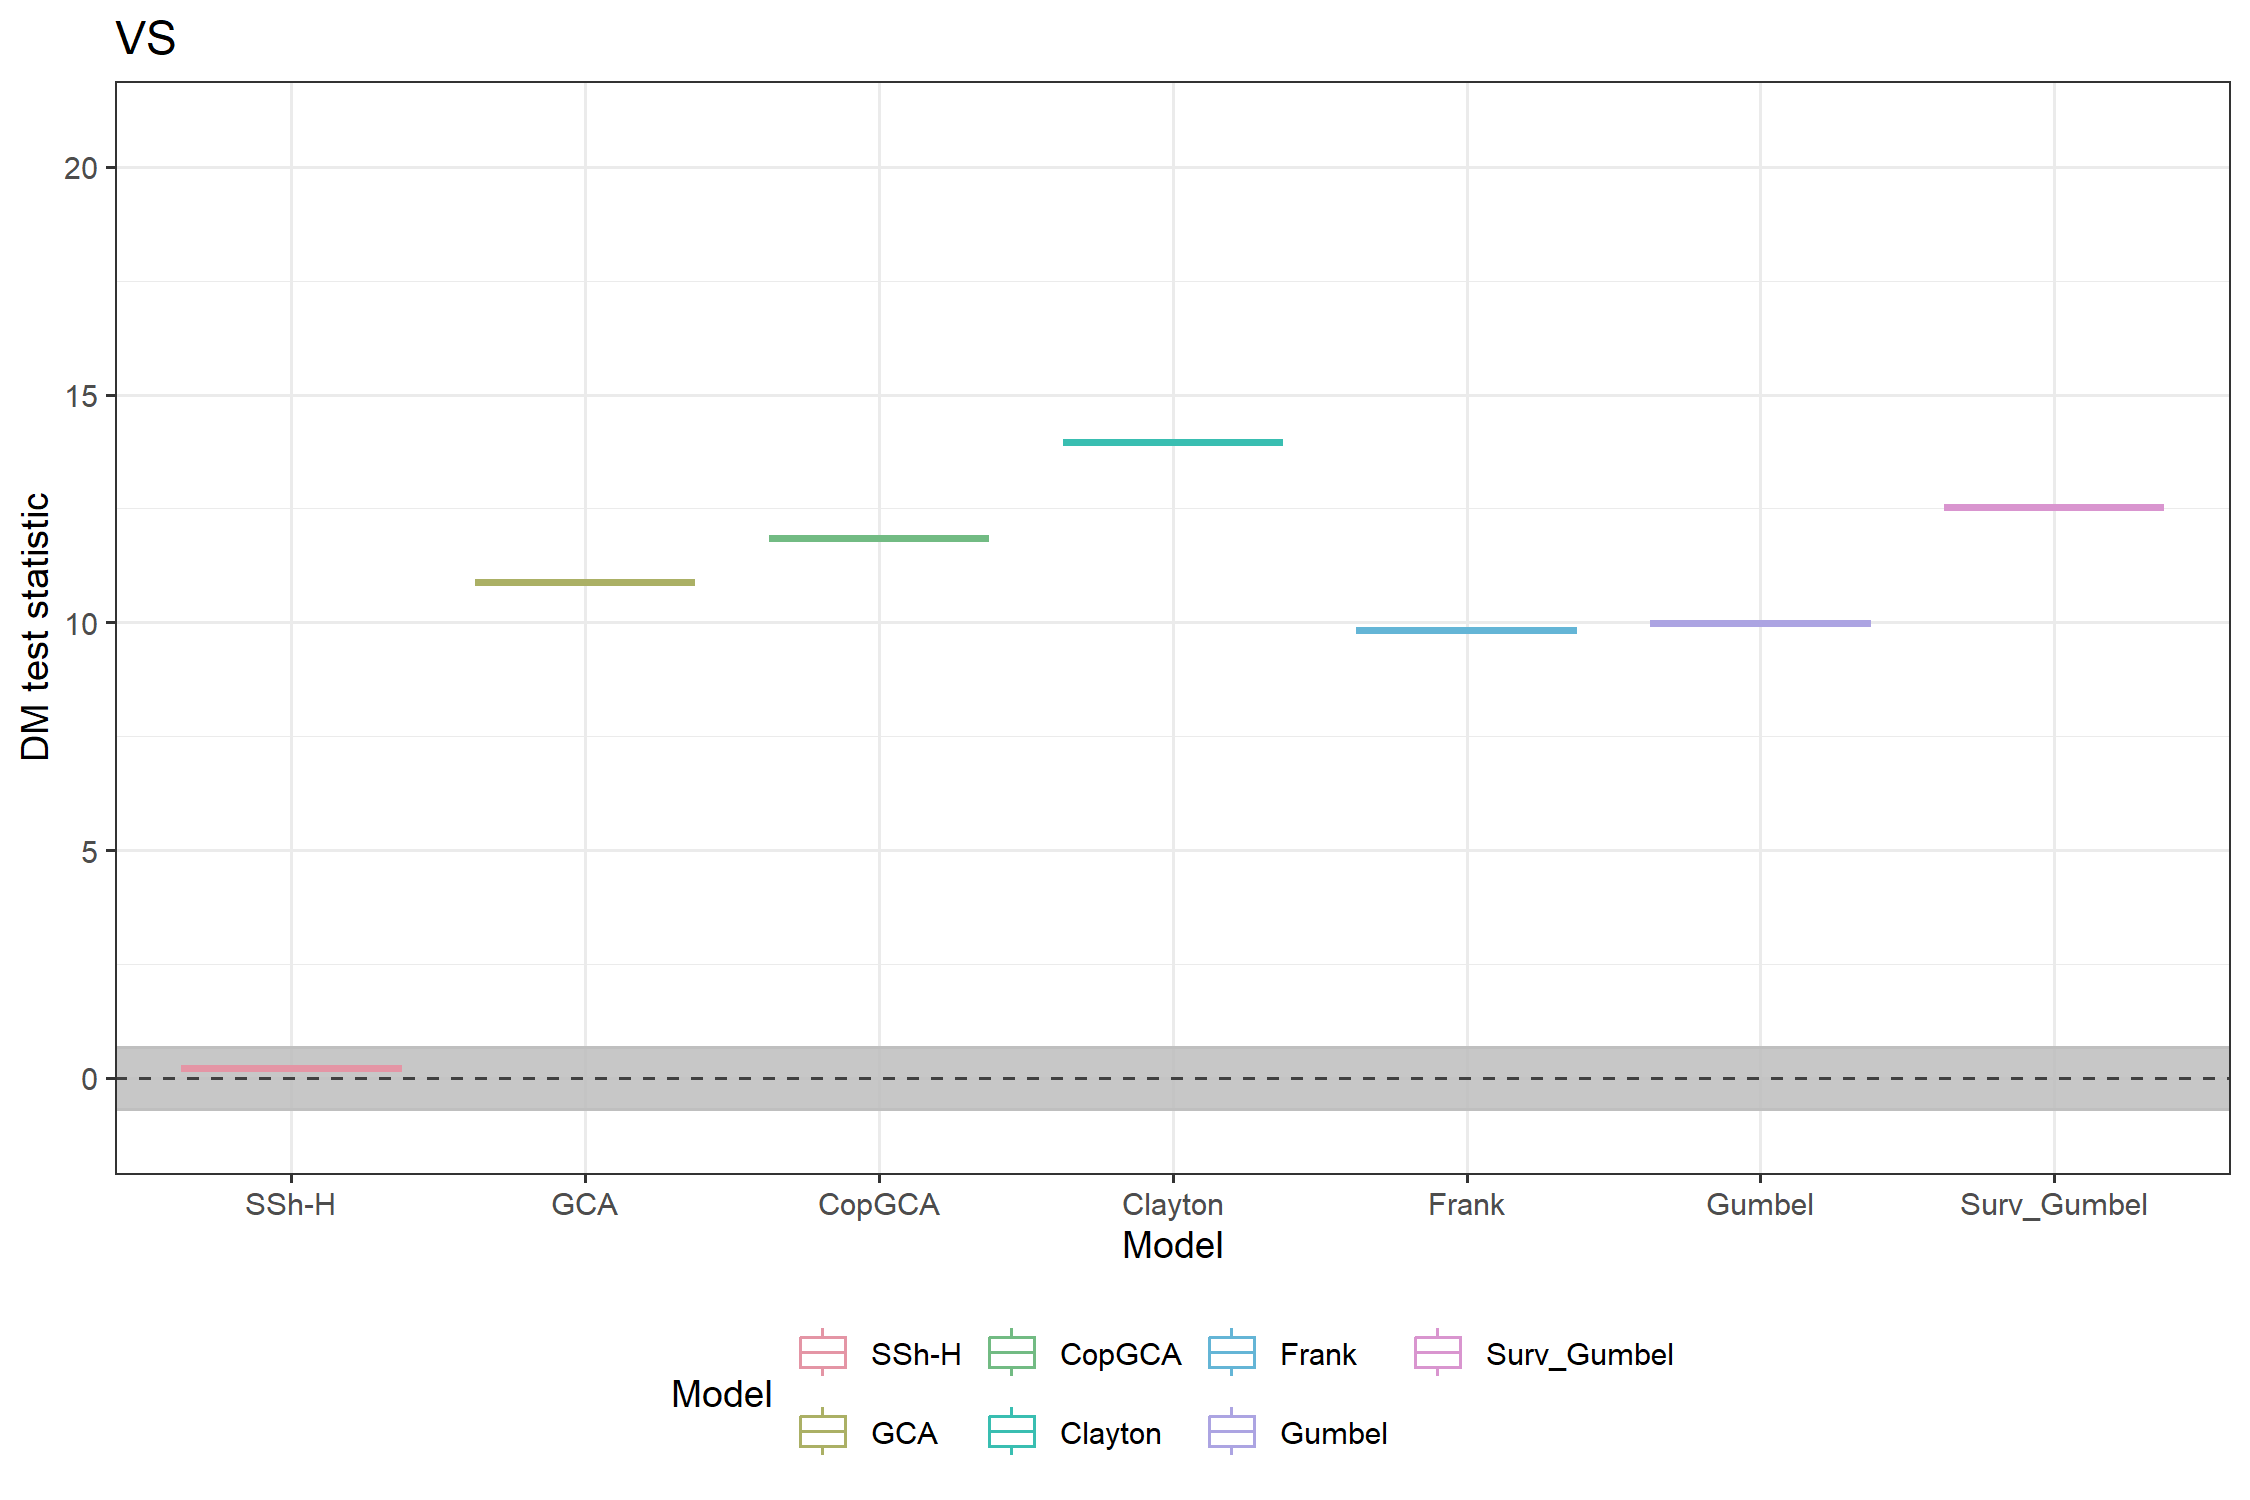 VS
DM test statistic
20
15
10
5
0
SSh-H GCA CopGCA Clayton Frank Gumbel Surv_Gumbel
Model
Model
SSh-H CopGCA Frank Surv_Gumbel
GCA Clayton Gumbel